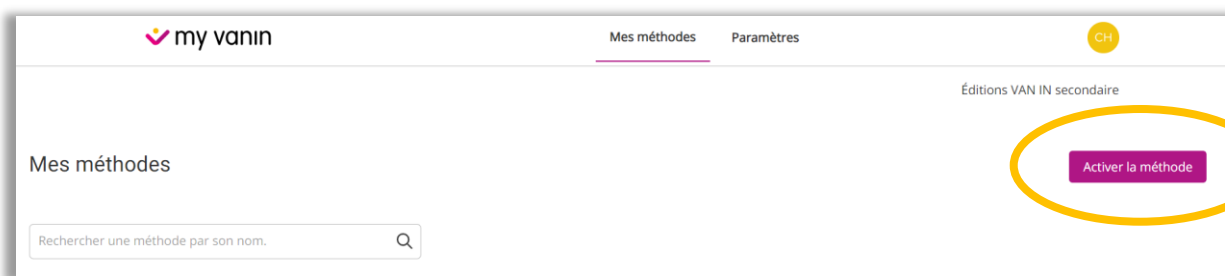 my vanın
Mes méthodes Paramètres CH
Éditions VAN IN secondaire
Mes méthodes
Activer la méthode
Rechercher une méthode par son nom.